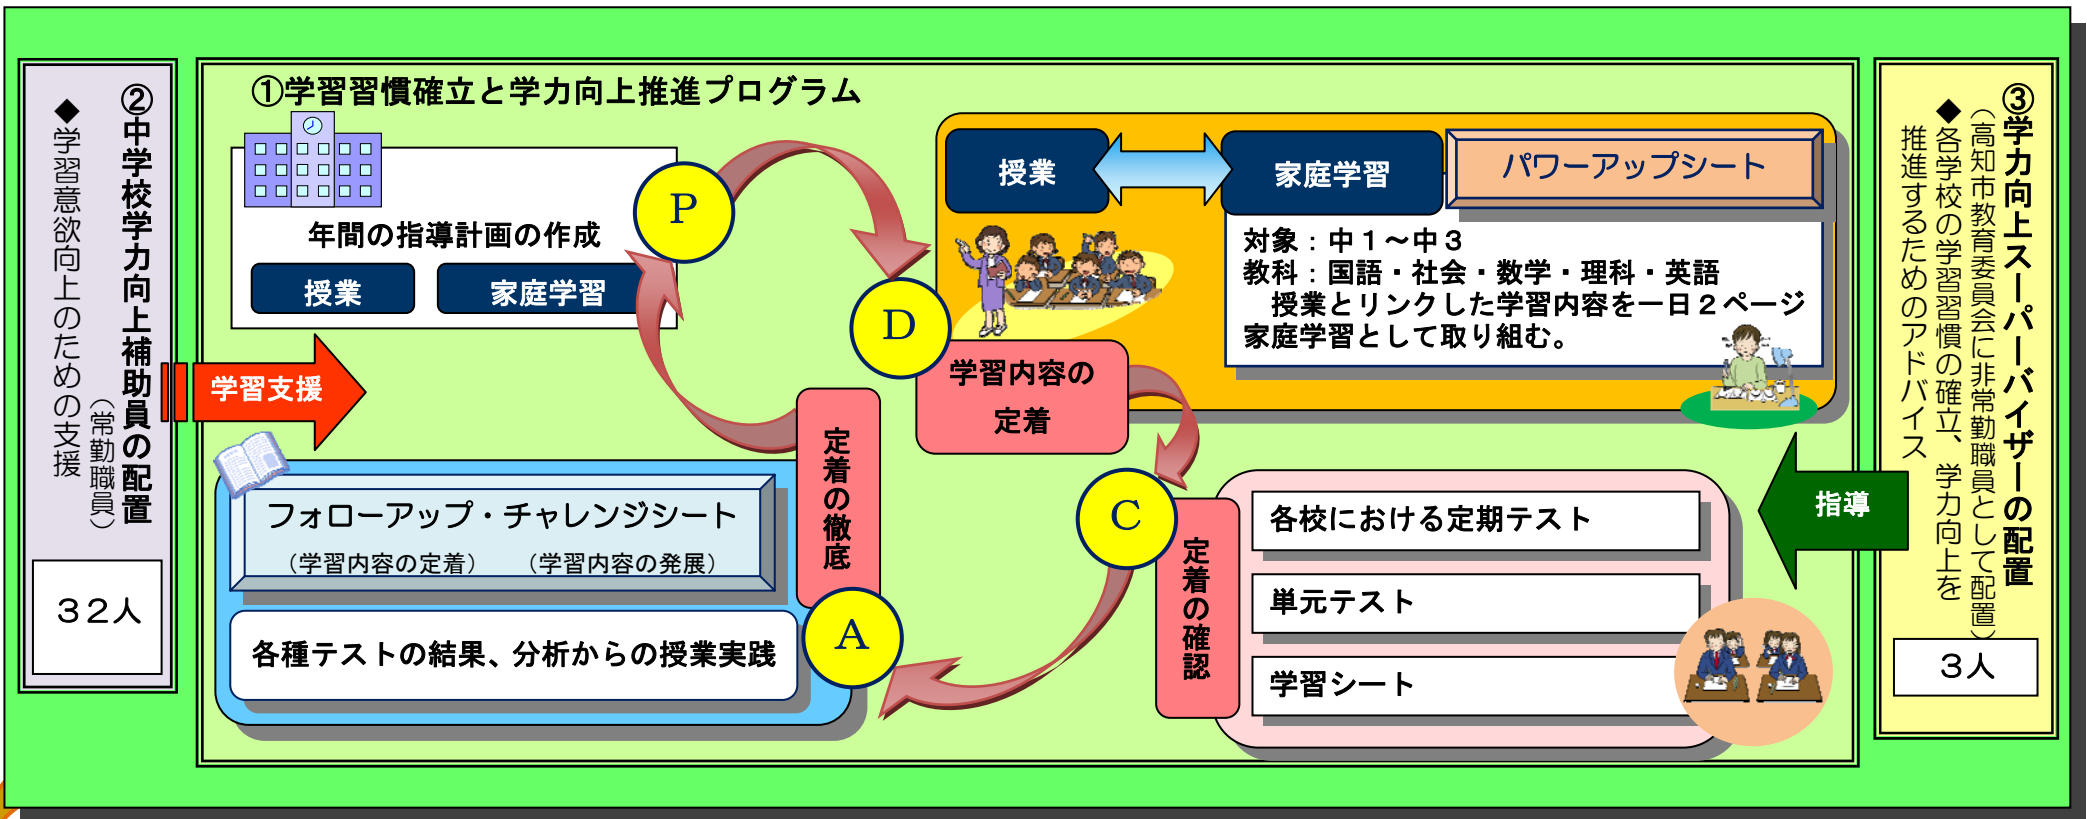 ①学習習慣確立と学力向上推進プログラム
②中学校学力向上補助員の配置
（常勤職員）
◆学習意欲向上のための支援
３２人
学習支援
年間の指導計画の作成
授業
家庭学習
P
D
授業
家庭学習
パワーアップシート
対象：中１～中３
教科：国語・社会・数学・理科・英語
授業とリンクした学習内容を一日２ページ
家庭学習として取り組む。
学習内容の
定着
C
定着の確認
各校における定期テスト
単元テスト
学習シート
A
定着の徹底
フォローアップ・チャレンジシート
（学習内容の定着）　（学習内容の発展）
各種テストの結果、分析からの授業実践
指導
③学力向上スーパーバイザーの配置
（高知市教育委員会に非常勤職員として配置）
◆各学校の学習習慣の確立、学力向上を
推進するためのアドバイス
３人